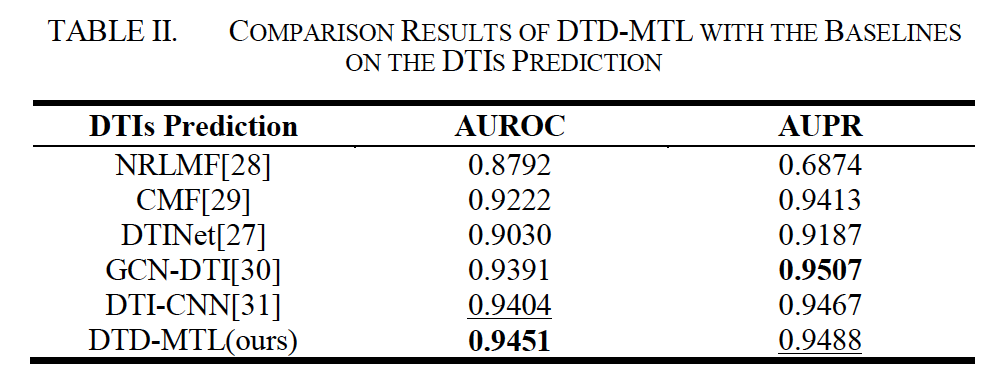 TABLE II. COMPARISON RESULTS OF DTD-MTL WITH THE BASELINES
ON THE DTIS PREDICTION
DTIs Prediction AUROC AUPR
NRLMF[28] 0.8792 0.6874
CMF[29] 0.9222 0.9413
DTINet[27] 0.9030 0.9187
GCN-DTI[30] 0.9391 0.9507
DTI-CNN[31] 0.9404 0.9467
DTD-MTL(ours) 0.9451 0.9488